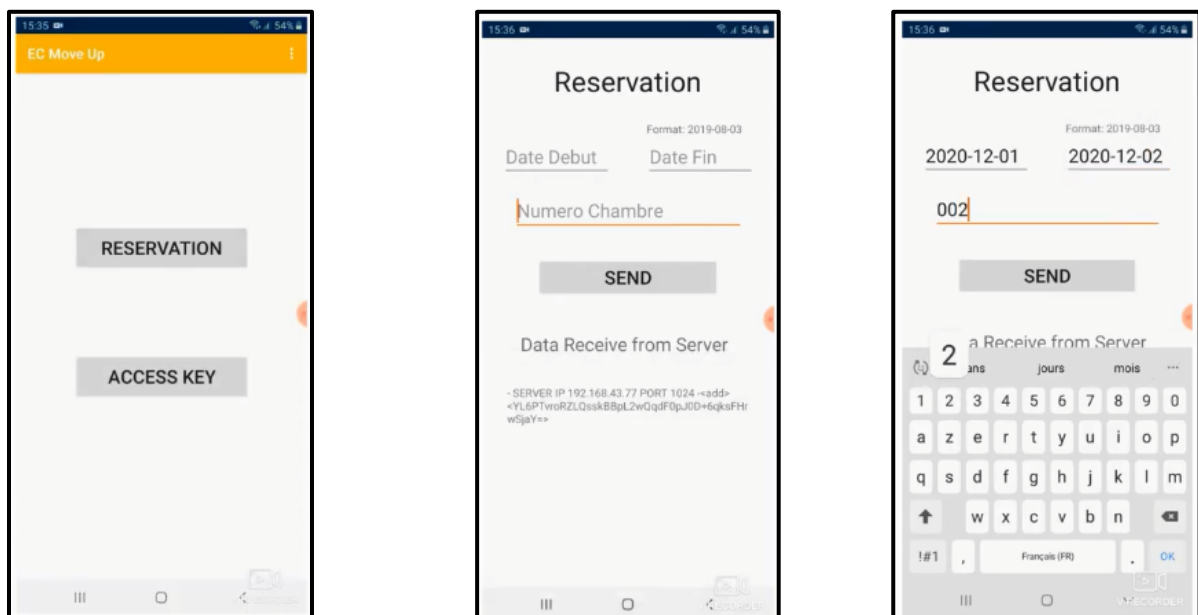 15:35 54%
EC Move Up
RESERVATION
ACCESS KEY
15:36 54%
Reservation
Format: 2019-08-03
Date Debut Date Fin
Numero Chambre
SEND
Data Receive from Server
- SERVER IP 192.168.43.77 PORT 1024 -<add>
15:36 54%
Reservation
Format: 2019-08-03
2020-12-01 2020-12-02
002
SEND
a Receive from Server
2 ans jours mois ...
1 2 3 4 5 6 7 8 9 0
a z e r t y u i o p
q s d f g h j k l m
w x c v b n
!#1 , Français (FR) . OK